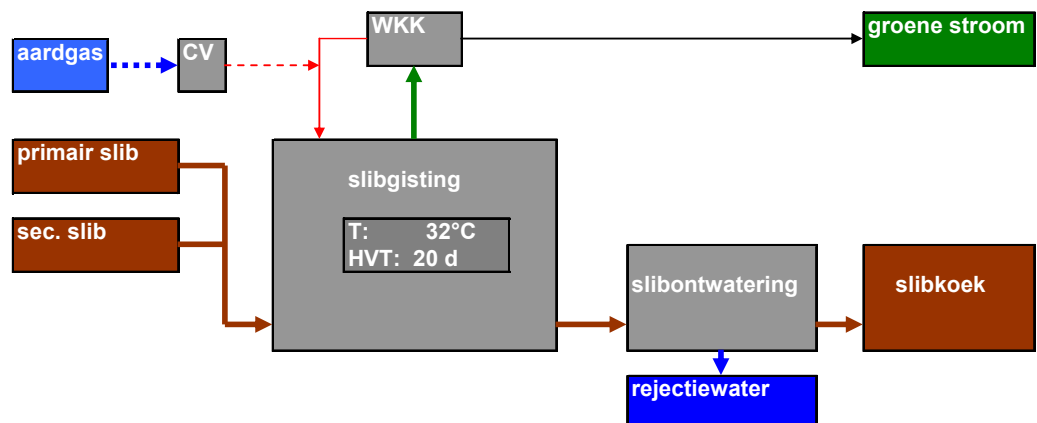 WKK
groene stroom
aardgas
CV
primair slib
slibgisting
sec. slib
T: 32°C
HVT: 20 d
slibontwatering
slibkoek
rejectiewater